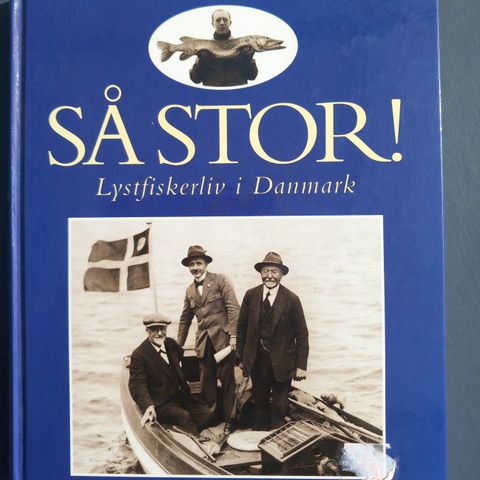 SÅ STOR!
Lystfiskerliv i Danmark